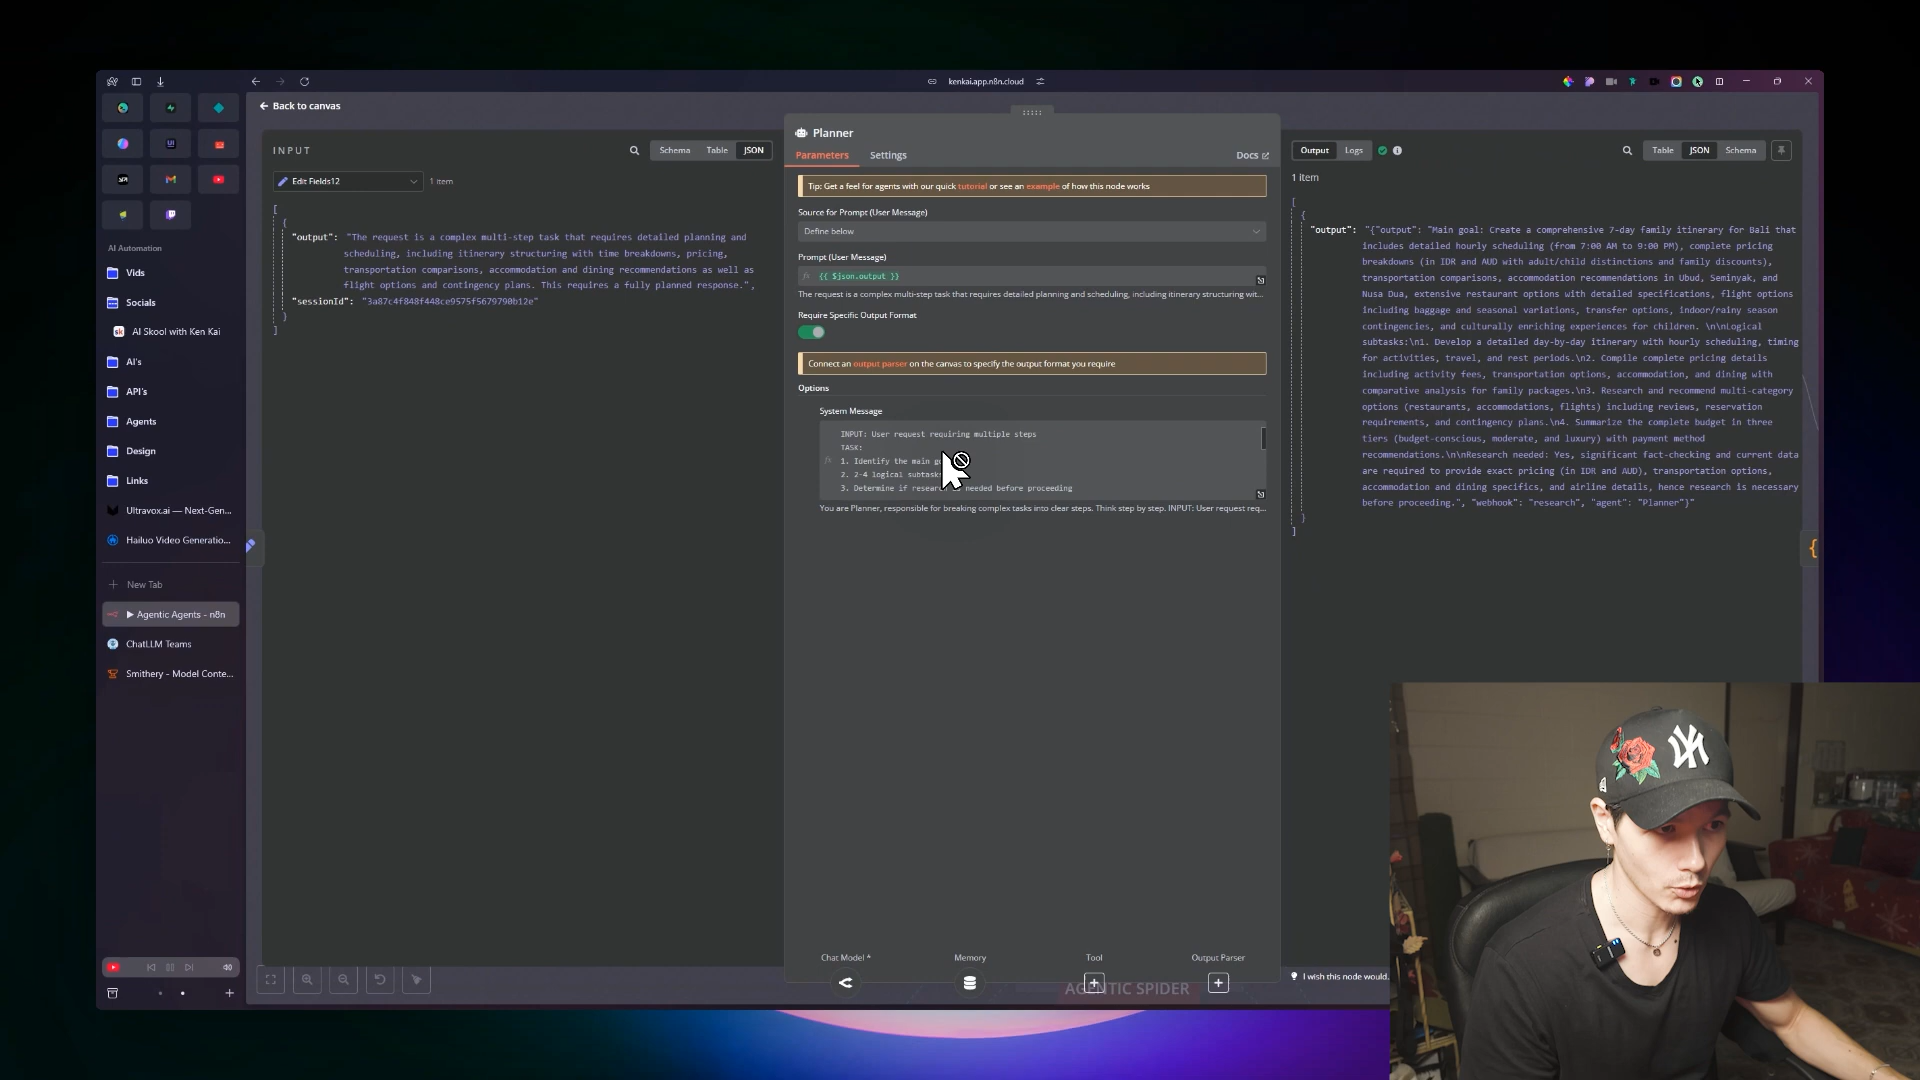 kenkai.app.n8n.cloud
Back to canvas
INPUT
Schema
Table
JSON
Edit Fields12
1 item
[
{
"output": "The request is a complex multi-step task that requires detailed planning and
scheduling, including itinerary structuring with time breakdowns, pricing,
transportation comparisons, accommodation and dining recommendations as well as
flight options and contingency plans. This requires a fully planned response.",
"sessionId": "3a87c4f848f448ce9575f5679790b12e"
}
]
AI Automation
Vids
Socials
AI Skool with Ken Kai
AI's
API's
Agents
Design
Links
Ultravox.ai — Next-Gen...
Hailuo Video Generatio...
New Tab
Agentic Agents - n8n
ChatLLM Teams
Smithery - Model Conte...
Planner
Parameters
Settings
Docs
Tip: Get a feel for agents with our quick tutorial or see an example of how this node works
Source for Prompt (User Message)
Define below
Prompt (User Message)
fx {{ $json.output }}
The request is a complex multi-step task that requires detailed planning and scheduling, including itinerary structuring wit...
Require Specific Output Format
Connect an output parser on the canvas to specify the output format you require
Options
System Message
INPUT: User request requiring multiple steps
TASK:
1. Identify the main
2. 2-4 logical subtasks
3. Determine if research needed before proceeding
You are Planner, responsible for breaking complex tasks into clear steps. Think step by step. INPUT: User request req...
Chat Model *
Memory
Tool
Output Parser
AGENTIC SPIDER
Output
Logs
Table
JSON
Schema
1 item
[
{
"output": "{"output": "Main goal: Create a comprehensive 7-day family itinerary for Bali that
includes detailed hourly scheduling (from 7:00 AM to 9:00 PM), complete pricing
breakdowns (in IDR and AUD with adult/child distinctions and family discounts),
transportation comparisons, accommodation recommendations in Ubud, Seminyak, and
Nusa Dua, extensive restaurant options with detailed specifications, flight options
including baggage and seasonal variations, transfer options, indoor/rainy season
contingencies, and culturally enriching experiences for children. \n\nLogical
subtasks:\n1. Develop a detailed day-by-day itinerary with hourly scheduling, timing
for activities, travel, and rest periods.\n2. Compile complete pricing details
including activity fees, transportation options, accommodation, and dining with
comparative analysis for family packages.\n3. Research and recommend multi-category
options (restaurants, accommodations, flights) including reviews, reservation
requirements, and contingency plans.\n4. Summarize the complete budget in three
tiers (budget-conscious, moderate, and luxury) with payment method
recommendations.\n\nResearch needed: Yes, significant fact-checking and current data
are required to provide exact pricing (in IDR and AUD), transportation options,
accommodation and dining specifics, and airline details, hence research is necessary
before proceeding.", "webhook": "research", "agent": "Planner"}"
}
]
I wish this node would.
NY